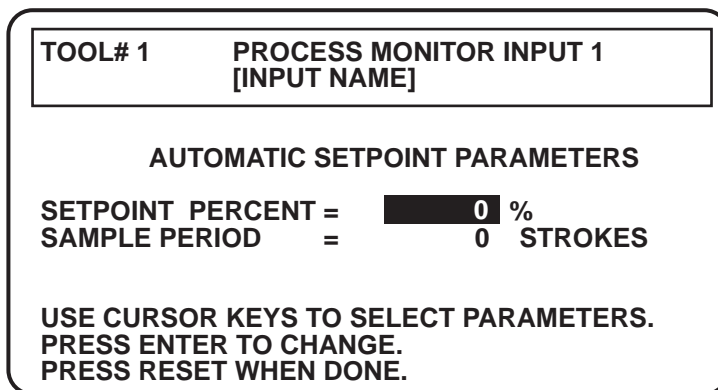 TOOL# 1 PROCESS MONITOR INPUT 1
[INPUT NAME]
AUTOMATIC SETPOINT PARAMETERS
SETPOINT PERCENT = 0 %
SAMPLE PERIOD = 0 STROKES
USE CURSOR KEYS TO SELECT PARAMETERS.
PRESS ENTER TO CHANGE.
PRESS RESET WHEN DONE.